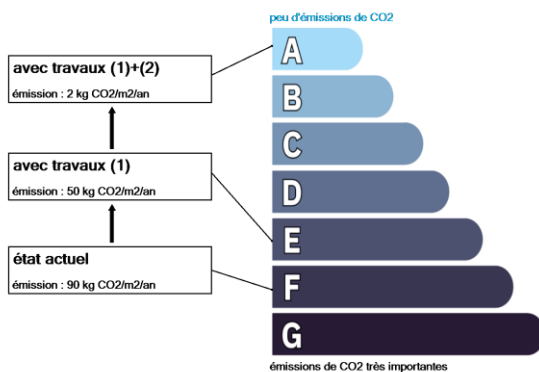 peu d'émissions de CO2
A
avec travaux (1)+(2)
émission : 2 kg CO2/m2/an
B
C
avec travaux (1)
émission : 50 kg CO2/m2/an
D
E
état actuel
émission : 90 kg CO2/m2/an
F
G
émissions de CO2 très importantes